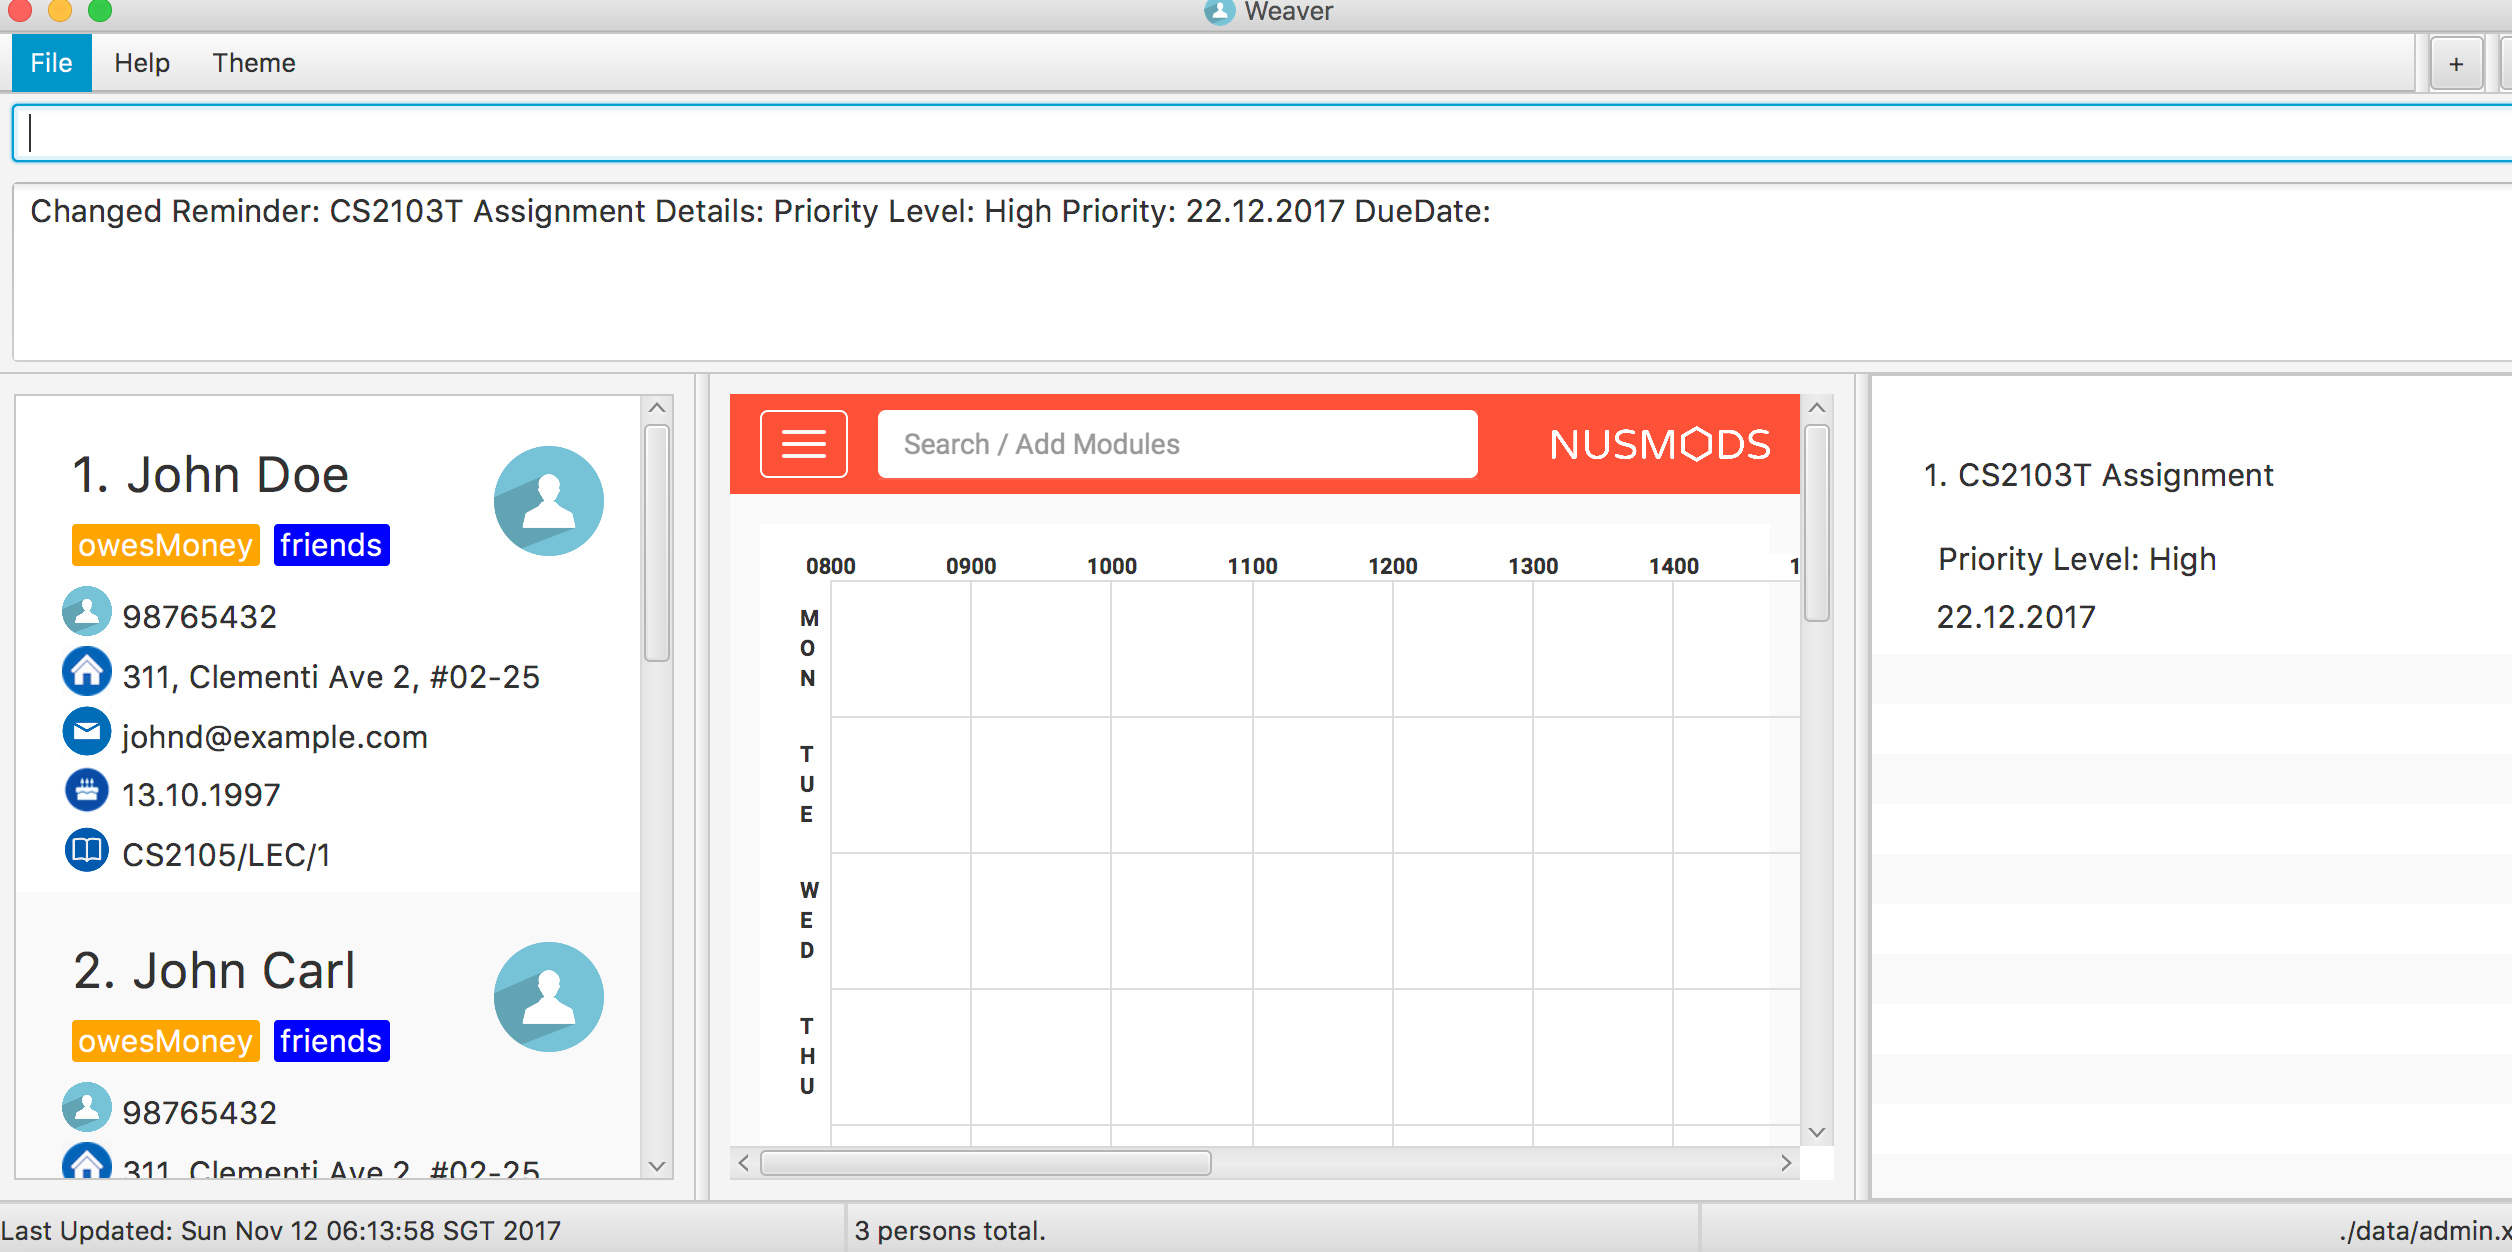 Weaver
File Help Theme +
Changed Reminder: CS2103T Assignment Details: Priority Level: High Priority: 22.12.2017 DueDate:
1. John Doe
owesMoney friends
98765432
311, Clementi Ave 2, #02-25
johnd@example.com
13.10.1997
CS2105/LEC/1
2. John Carl
owesMoney friends
98765432
311, Clementi Ave 2, #02-25
Search / Add Modules NUSMODS
0800 0900 1000 1100 1200 1300 1400 1
MON
TUE
WED
THU
1. CS2103T Assignment
Priority Level: High
22.12.2017
Last Updated: Sun Nov 12 06:13:58 SGT 2017 3 persons total. ./data/admin.x